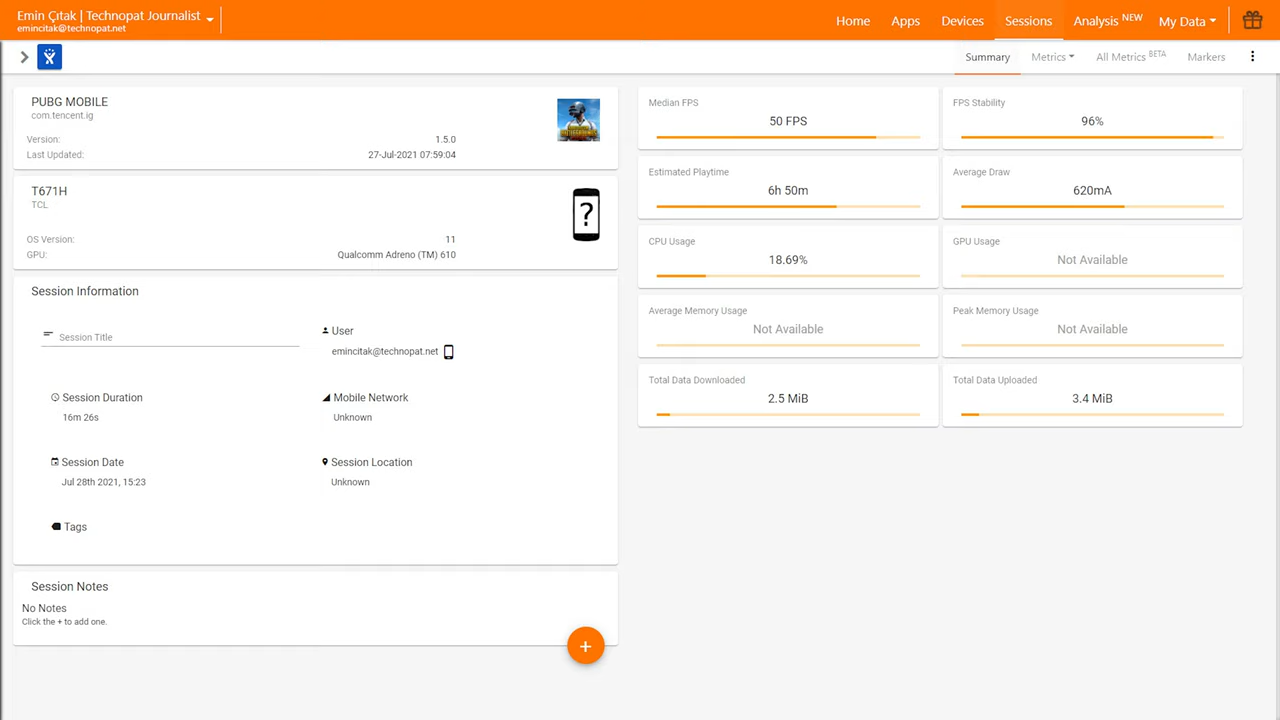 Emin Çıtak | Technopat Journalist
emincitak@technopat.net
Home Apps Devices Sessions Analysis NEW My Data
Summary Metrics All Metrics BETA Markers
PUBG MOBILE
com.tencent.ig
Version: 1.5.0
Last Updated: 27-Jul-2021 07:59:04
T671H
TCL
?
OS Version: 11
GPU: Qualcomm Adreno (TM) 610
Session Information
Session Title
User
emincitak@technopat.net
Session Duration
16m 26s
Mobile Network
Unknown
Session Date
Jul 28th 2021, 15:23
Session Location
Unknown
Tags
Session Notes
No Notes
Click the + to add one.
+
Median FPS
50 FPS
FPS Stability
96%
Estimated Playtime
6h 50m
Average Draw
620mA
CPU Usage
18.69%
GPU Usage
Not Available
Average Memory Usage
Not Available
Peak Memory Usage
Not Available
Total Data Downloaded
2.5 MiB
Total Data Uploaded
3.4 MiB